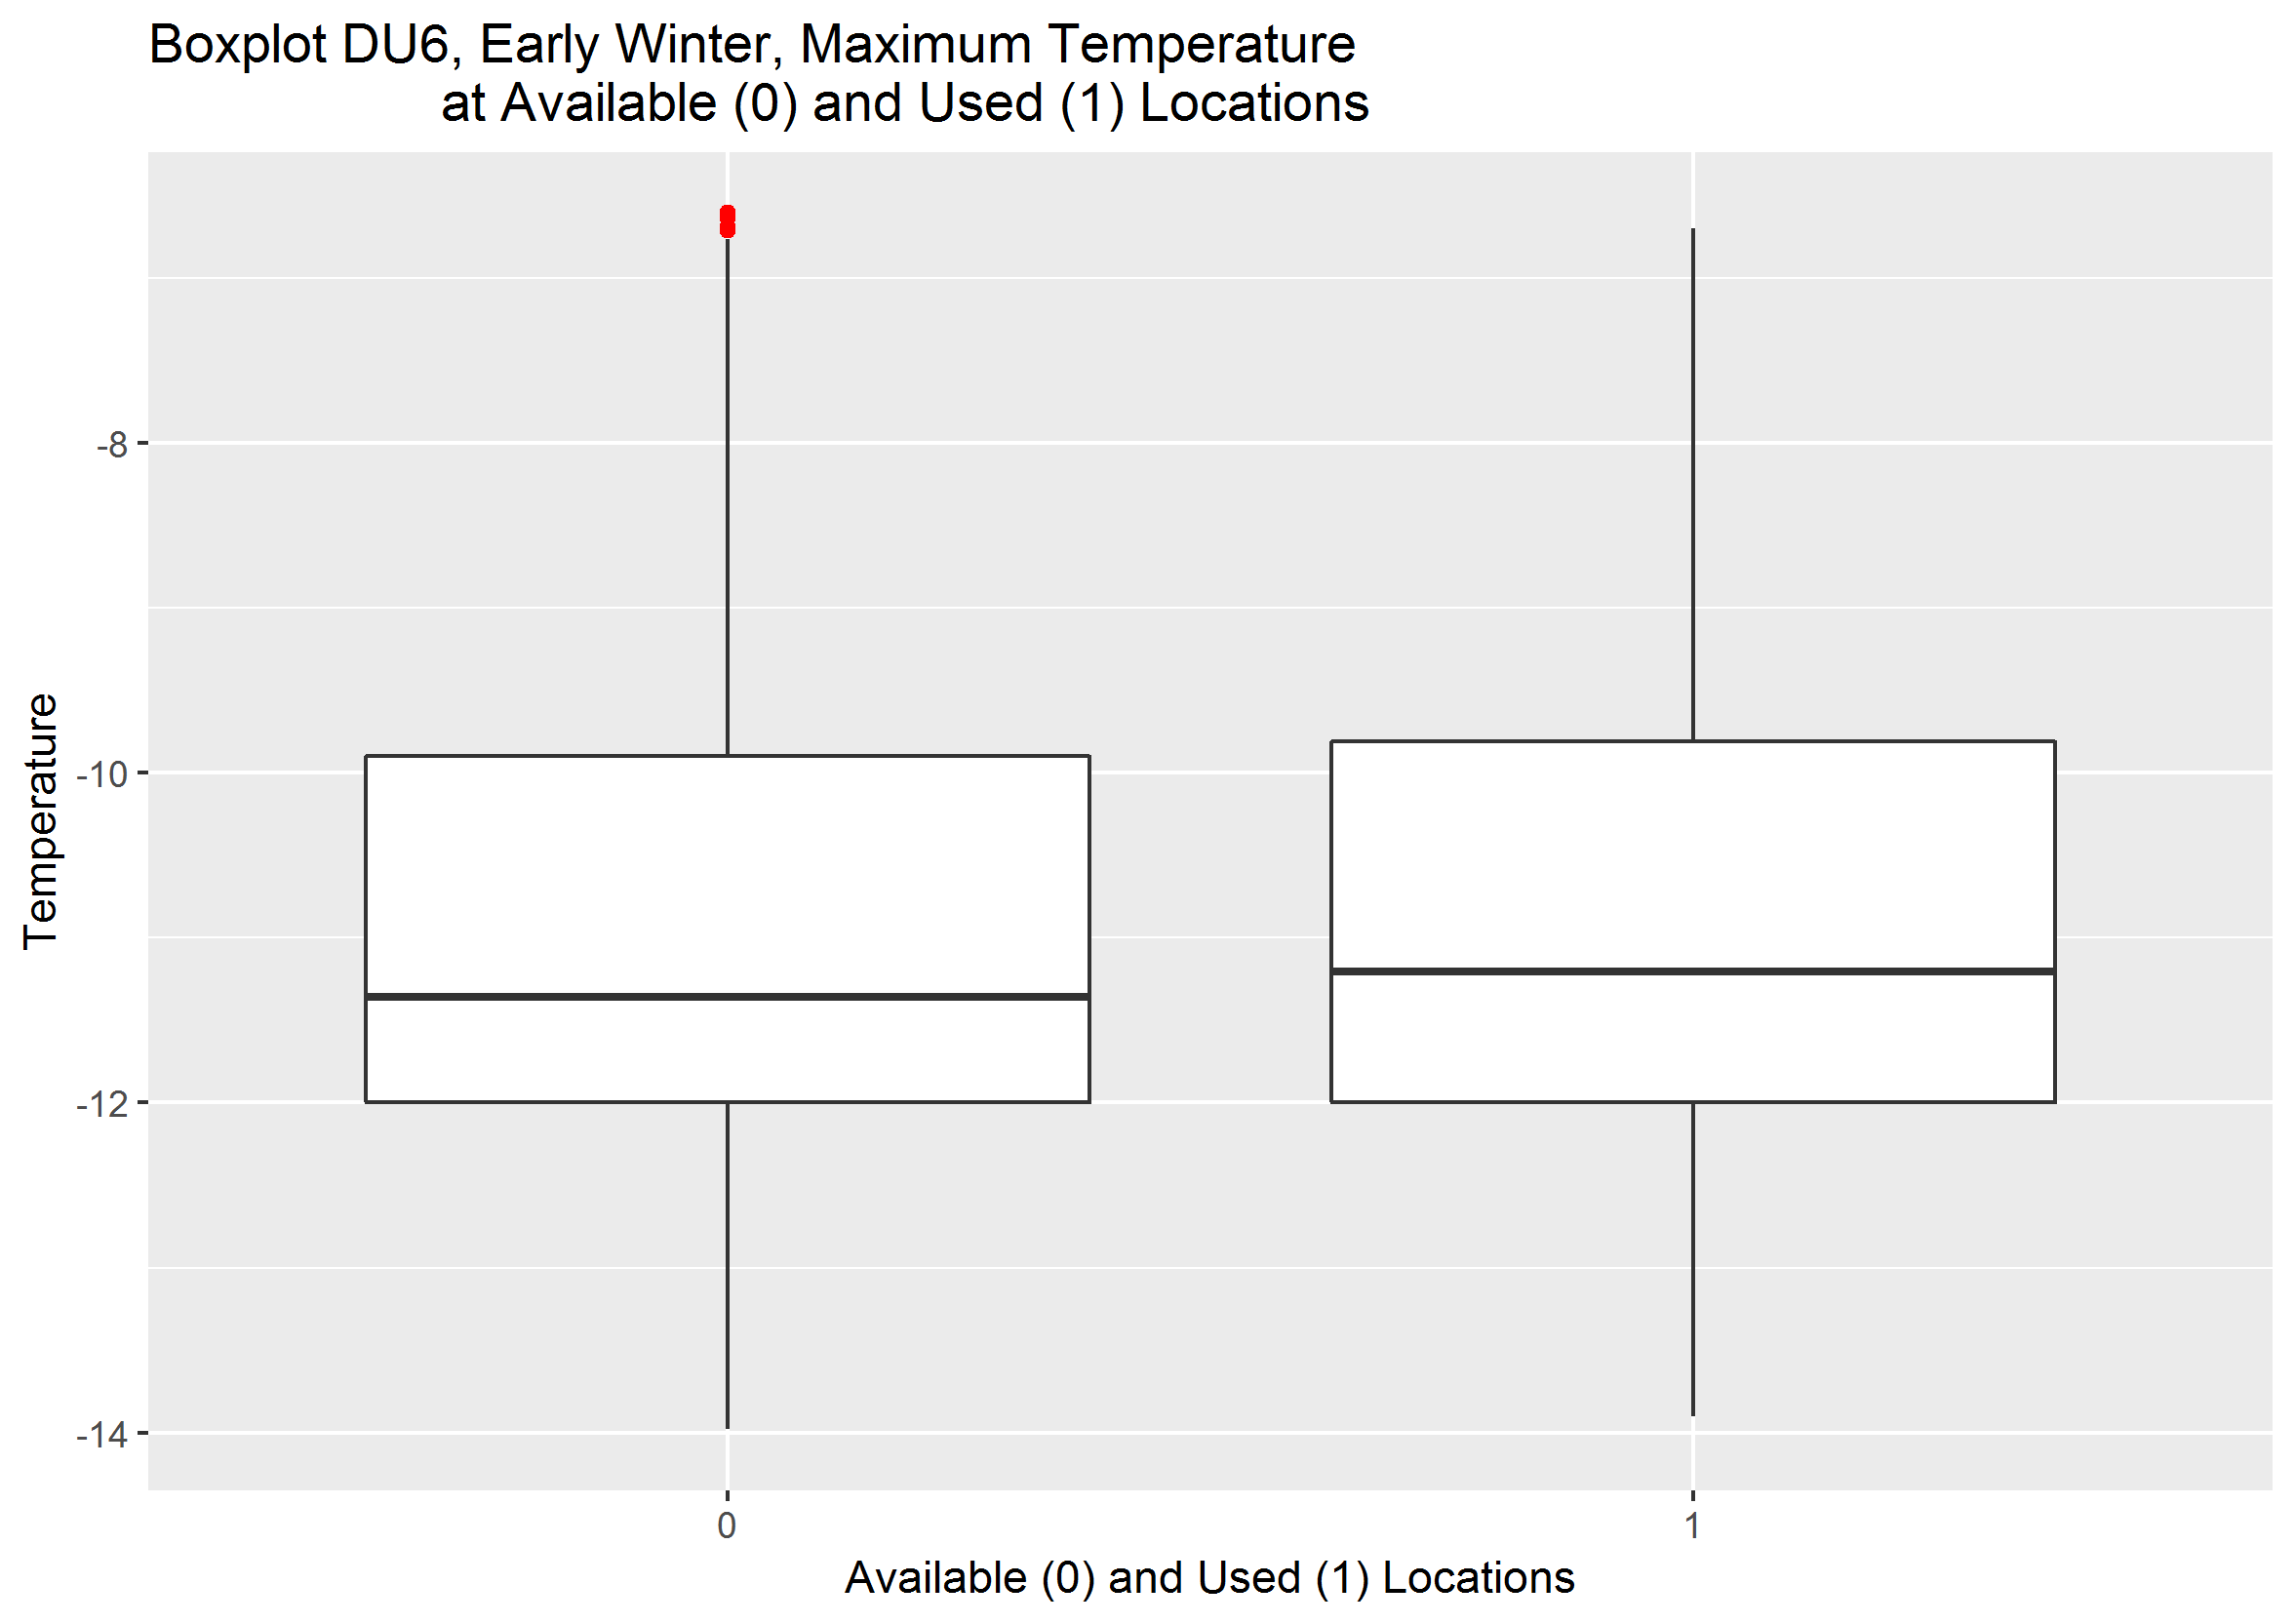 Boxplot DU6, Early Winter, Maximum Temperature
at Available (0) and Used (1) Locations
Temperature
-8
-10
-12
-14
0
1
Available (0) and Used (1) Locations